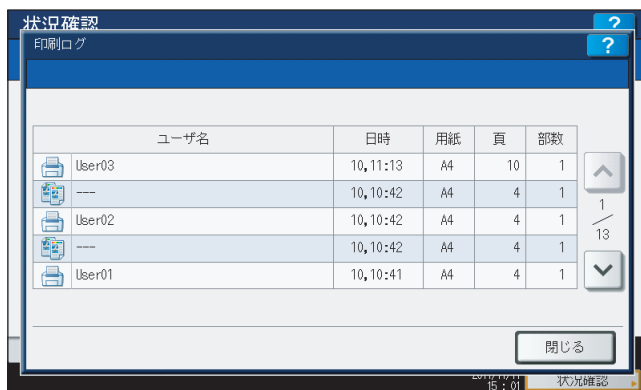 状況確認 ?
印刷ログ ?
ユーザ名 日時 用紙 頁 部数
User03 10,11:13 A4 10 1
--- 10,10:42 A4 4 1
User02 10,10:42 A4 4 1
--- 10,10:42 A4 4 1
User01 10,10:41 A4 4 1
1
13
閉じる
15 : 01 状況確認